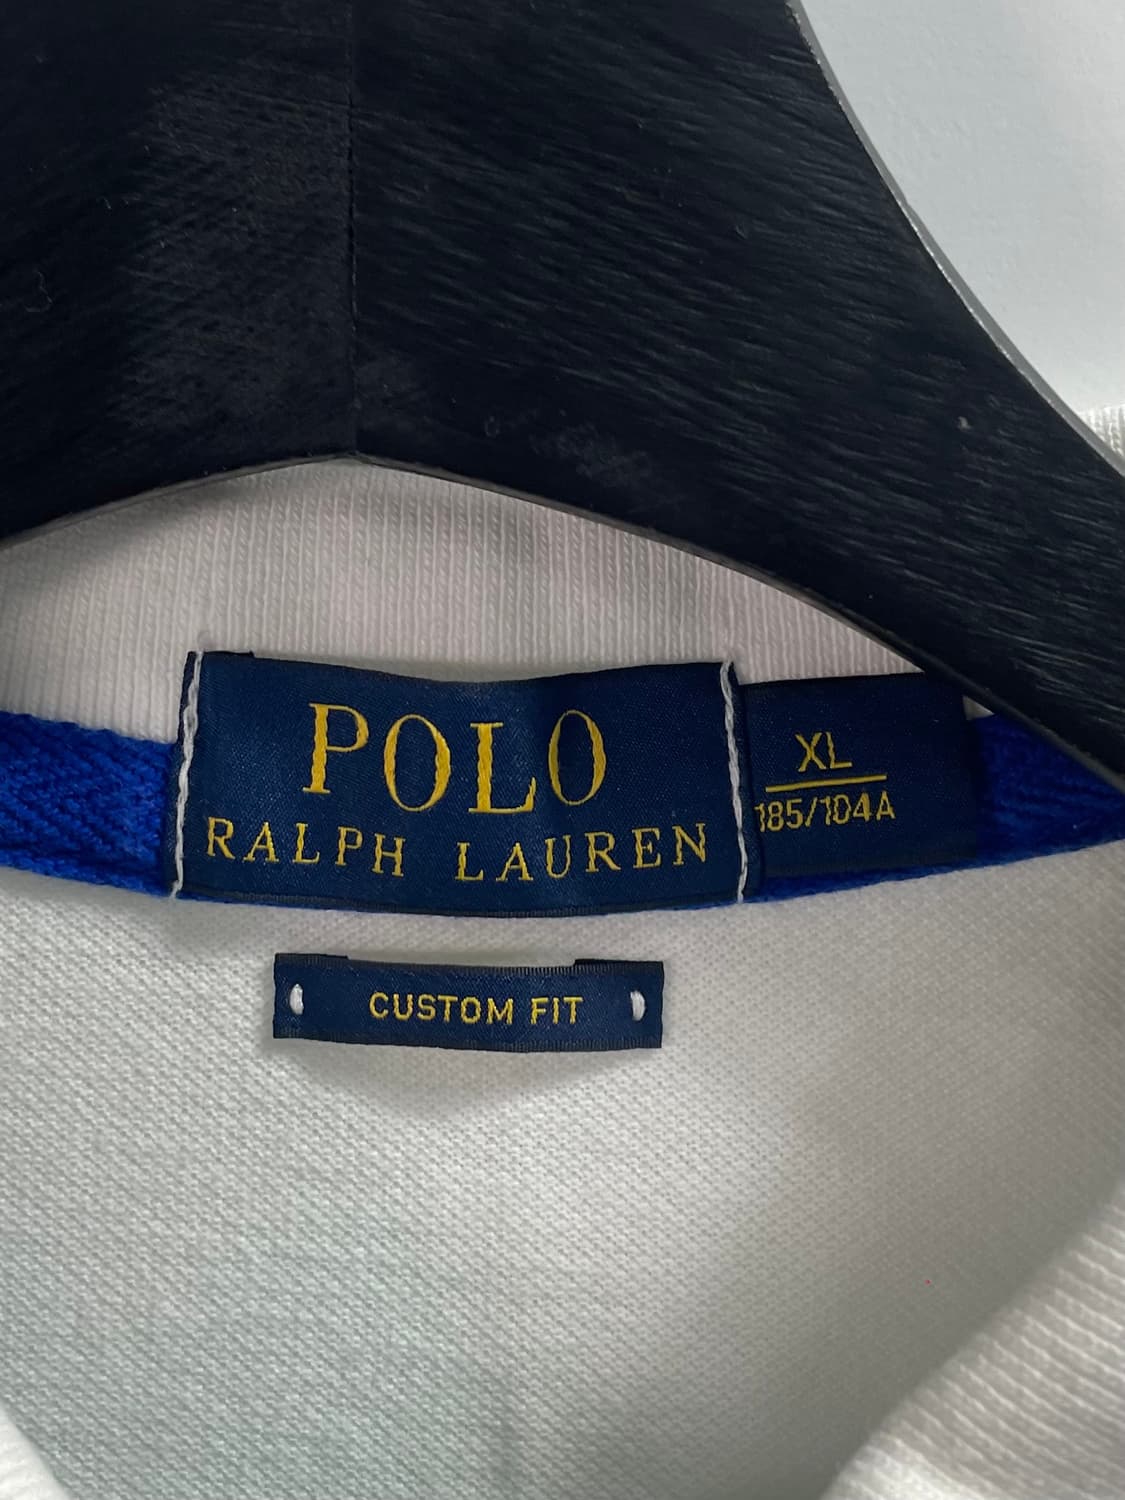 POLO
RALPH LAUREN
XL
185/104A
CUSTOM FIT